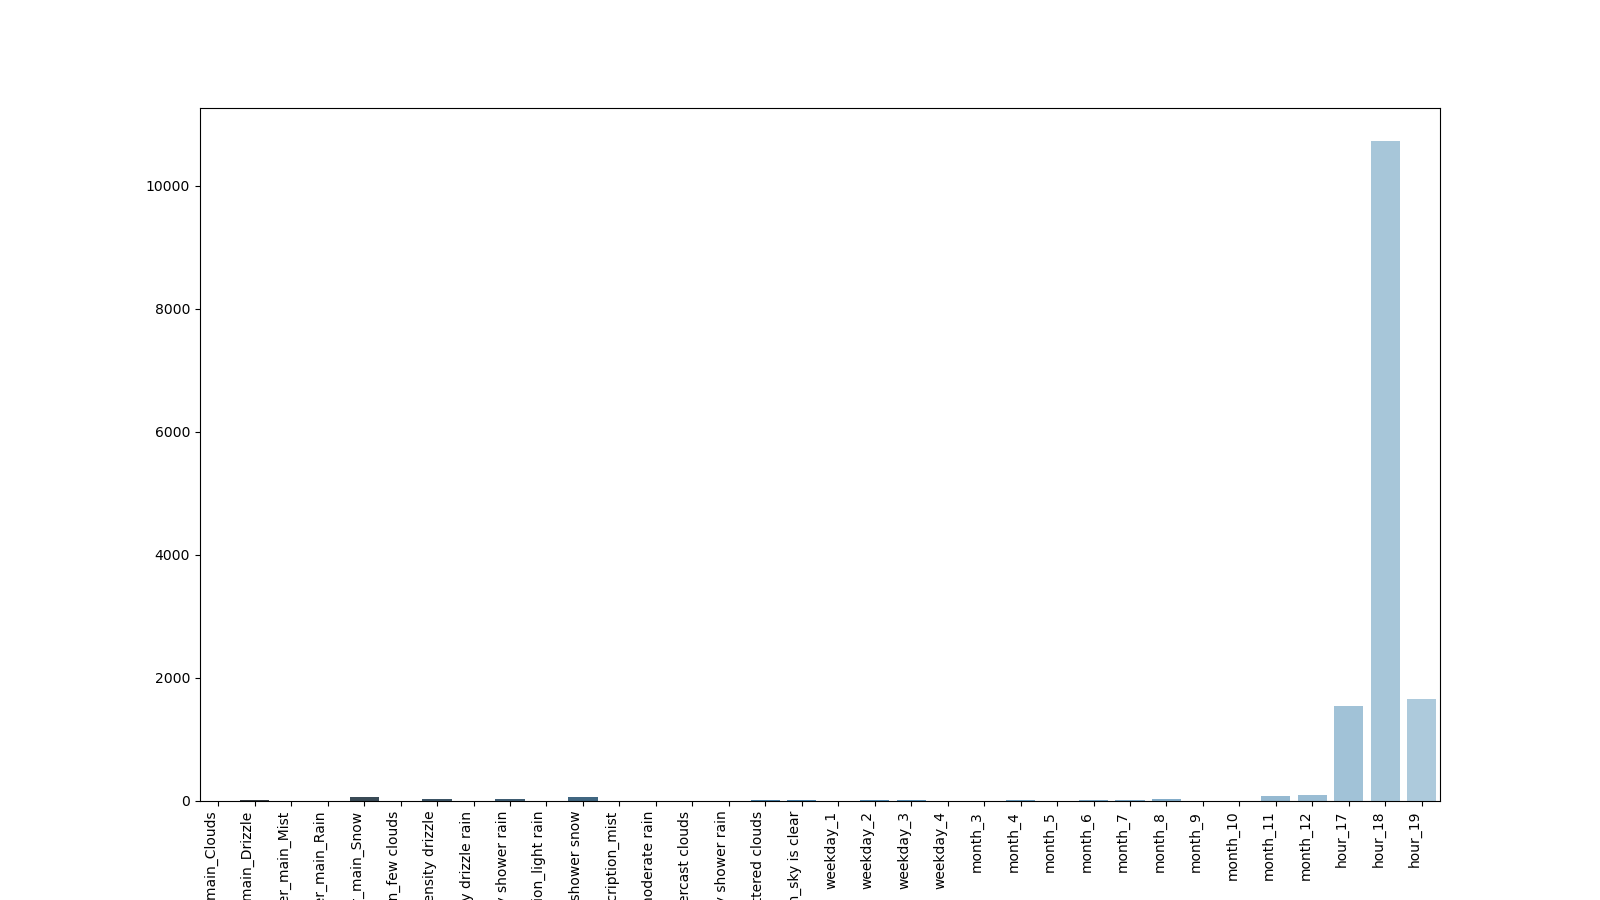 10000
8000
6000
4000
2000
0
main_Clouds
main_Drizzle
er_main_Mist
er_main_Rain
r_main_Snow
n_few clouds
ensity drizzle
y drizzle rain
y shower rain
ion_light rain
shower snow
cription_mist
moderate rain
ercast clouds
y shower rain
ttered clouds
n_sky is clear
weekday_1
weekday_2
weekday_3
weekday_4
month_3
month_4
month_5
month_6
month_7
month_8
month_9
month_10
month_11
month_12
hour_17
hour_18
hour_19